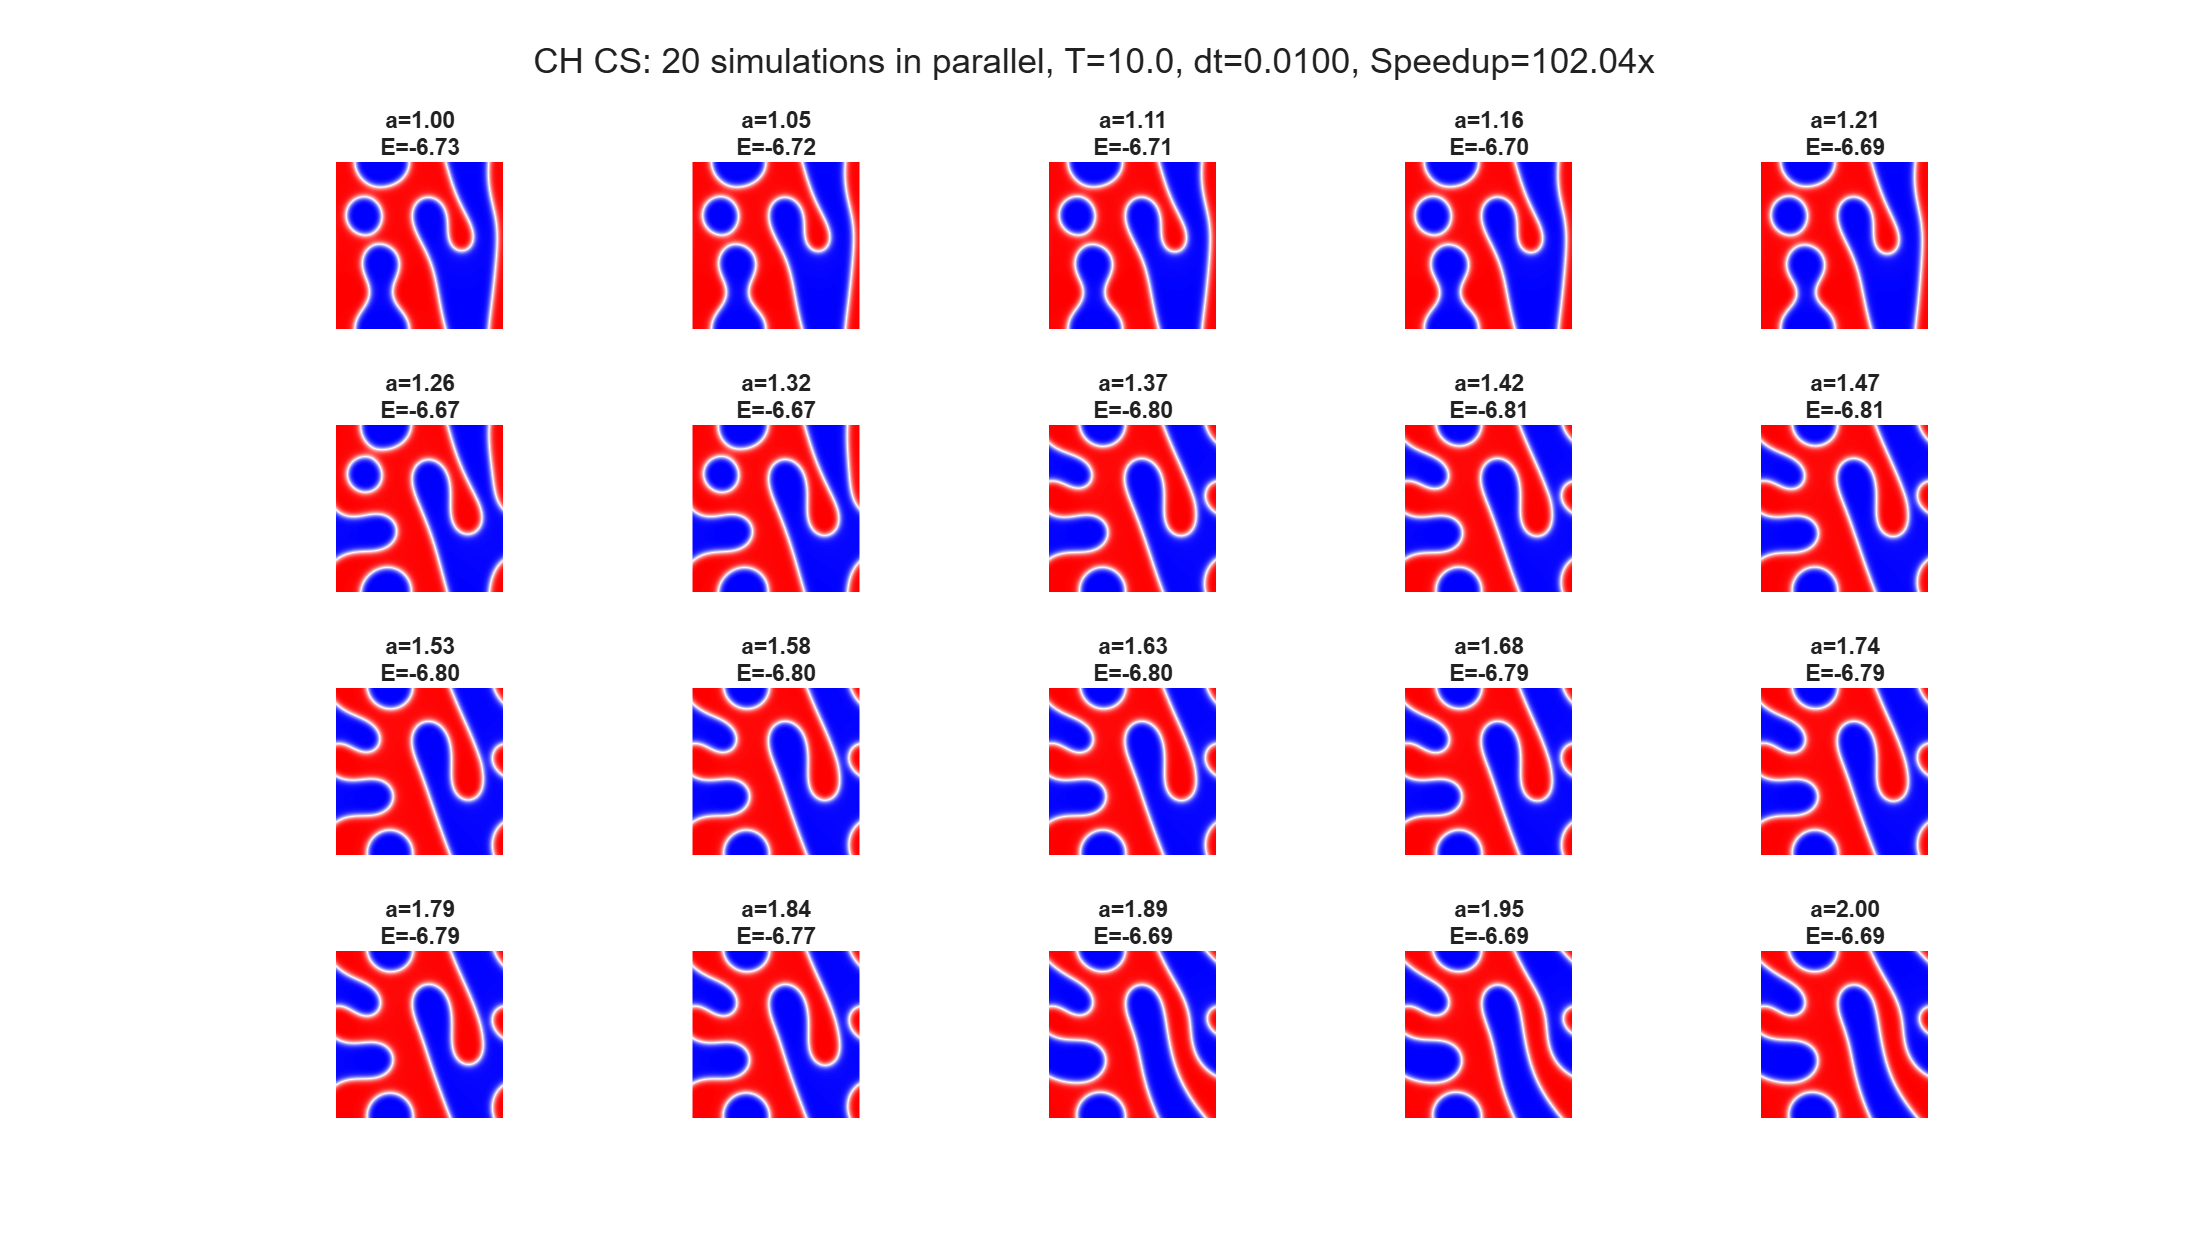 CH CS: 20 simulations in parallel, T=10.0, dt=0.0100, Speedup=102.04x
a=1.00
E=-6.73
a=1.05
E=-6.72
a=1.11
E=-6.71
a=1.16
E=-6.70
a=1.21
E=-6.69
a=1.26
E=-6.67
a=1.32
E=-6.67
a=1.37
E=-6.80
a=1.42
E=-6.81
a=1.47
E=-6.81
a=1.53
E=-6.80
a=1.58
E=-6.80
a=1.63
E=-6.80
a=1.68
E=-6.79
a=1.74
E=-6.79
a=1.79
E=-6.79
a=1.84
E=-6.77
a=1.89
E=-6.69
a=1.95
E=-6.69
a=2.00
E=-6.69